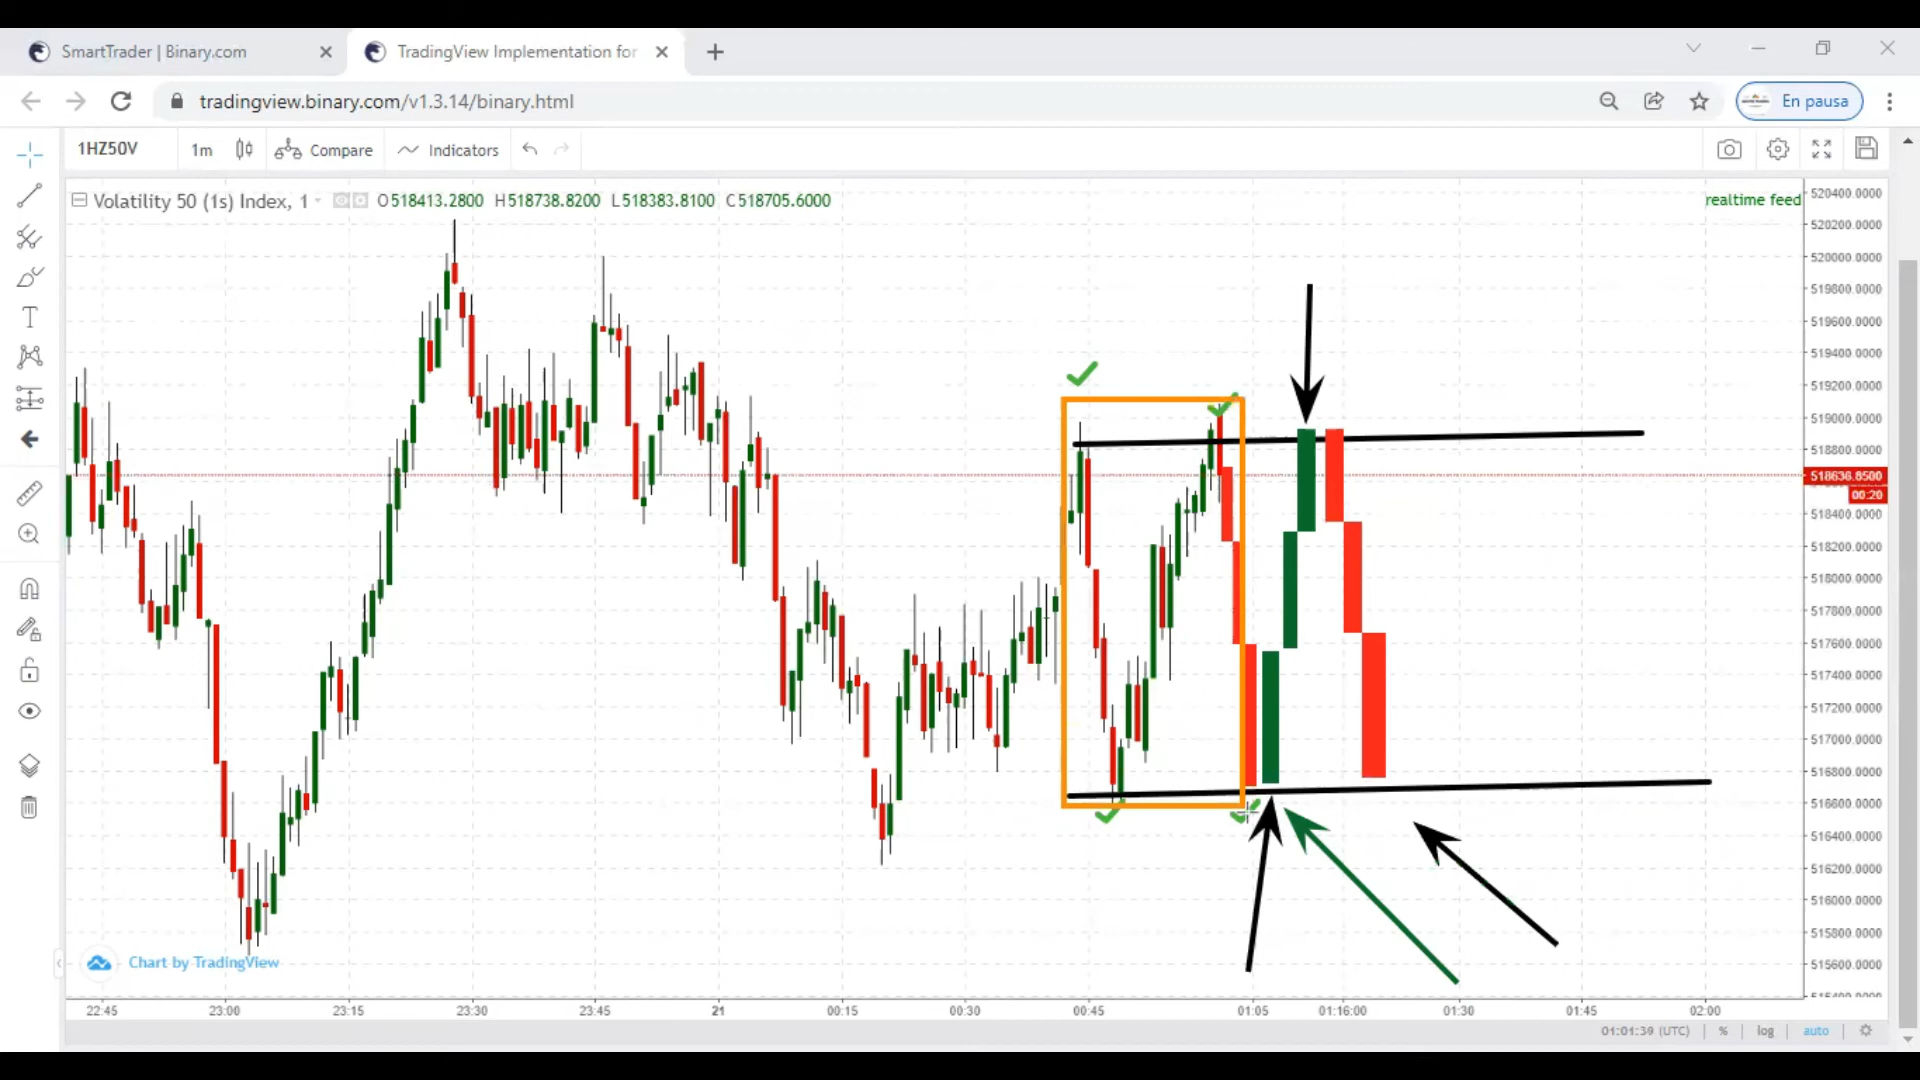 SmartTrader | Binary.com
TradingView Implementation for
tradingview.binary.com/v1.3.14/binary.html
En pausa
1HZ50V
1m
Compare
Indicators
Volatility 50 (1s) Index, 1
O518413.2800 H518738.8200 L518383.8100 C518705.6000
realtime feed
520400.0000
520200.0000
520000.0000
519800.0000
519600.0000
519400.0000
519200.0000
519000.0000
518800.0000
518636.8500
00:20
518400.0000
518200.0000
518000.0000
517800.0000
517600.0000
517400.0000
517200.0000
517000.0000
516800.0000
516600.0000
516400.0000
516200.0000
516000.0000
515800.0000
515600.0000
Chart by TradingView
22:45 23:00 23:15 23:30 23:45 21 00:15 00:30 00:45 01:05 01:16:00 01:30 01:45 02:00
01:01:39 (UTC) % log auto